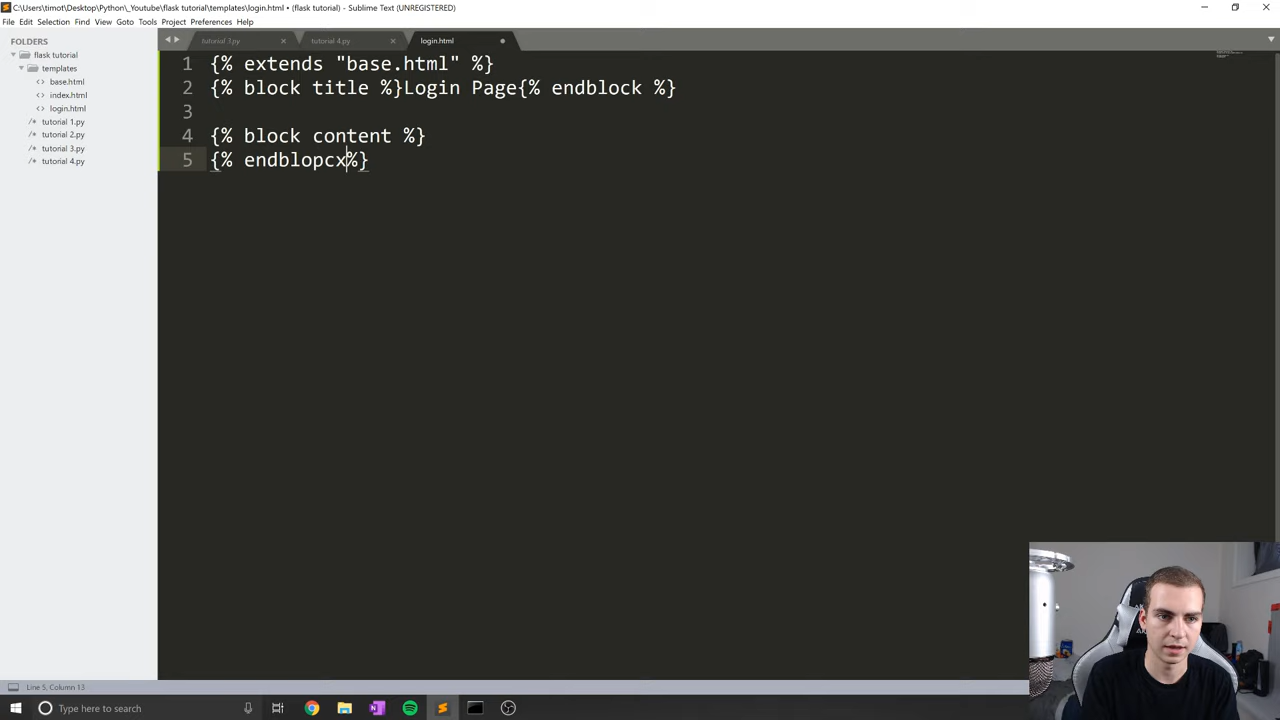 C:\Users\timot\Desktop\Python\_Youtube\flask tutorial\templates\login.html • (flask tutorial) - Sublime Text (UNREGISTERED)
File Edit Selection Find View Goto Tools Project Preferences Help
FOLDERS
flask tutorial
templates
base.html
index.html
login.html
tutorial 1.py
tutorial 2.py
tutorial 3.py
tutorial 4.py
tutorial 3.py
tutorial 4.py
login.html
1 {% extends "base.html" %}
2 {% block title %}Login Page{% endblock %}
3
4 {% block content %}
5 {% endblopcx%}
Line 5, Column 13
Type here to search